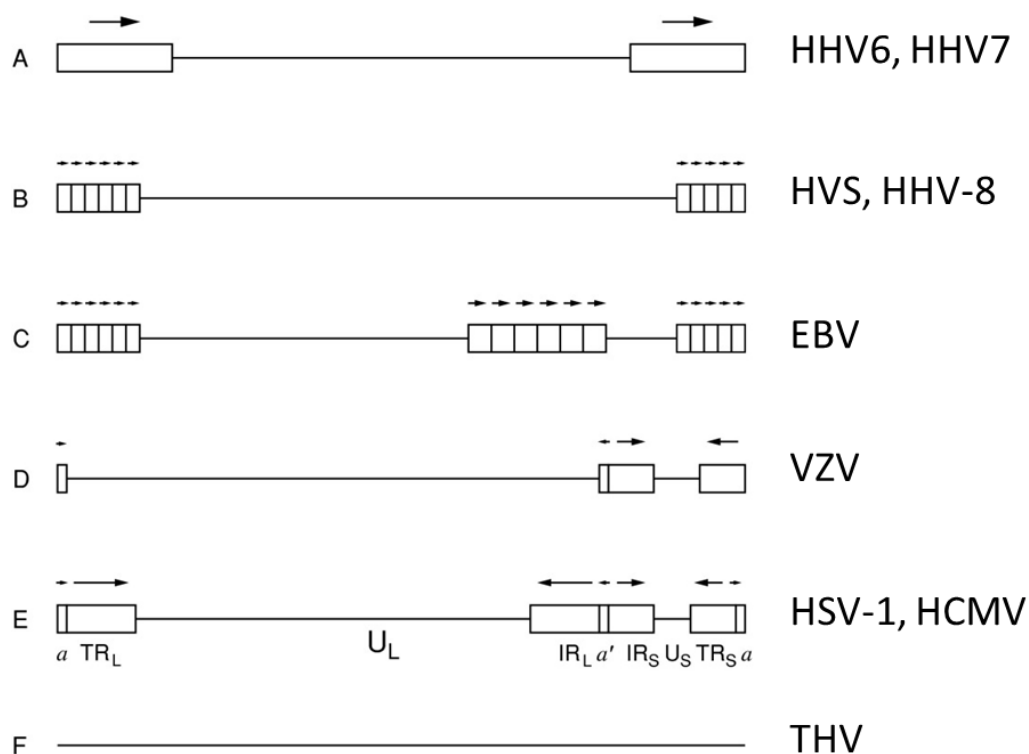 A HHV6, HHV7
B HVS, HHV-8
C EBV
D VZV
E HSV-1, HCMV
a TRL UL IRL a′ IRS US TRS a
F THV